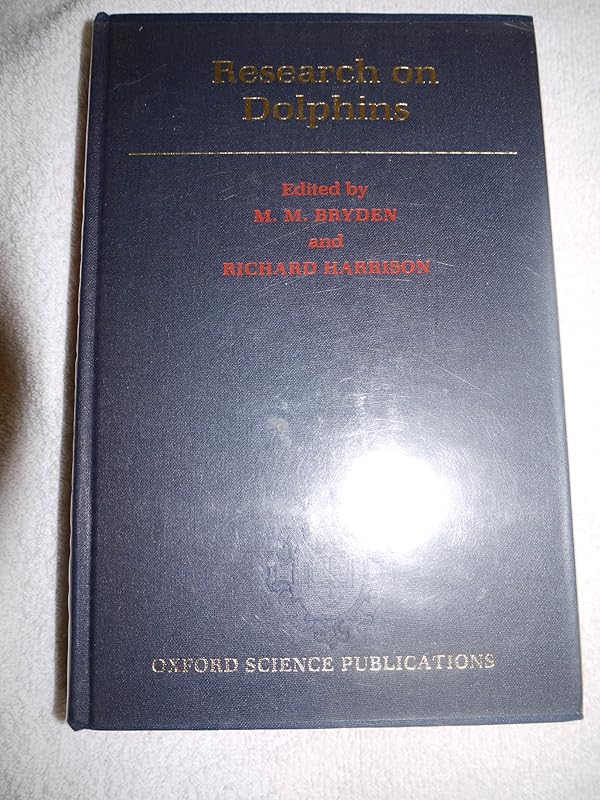 Research on
Dolphins
Edited by
M. M. BRYDEN
and
RICHARD HARRISON
OXFORD SCIENCE PUBLICATIONS